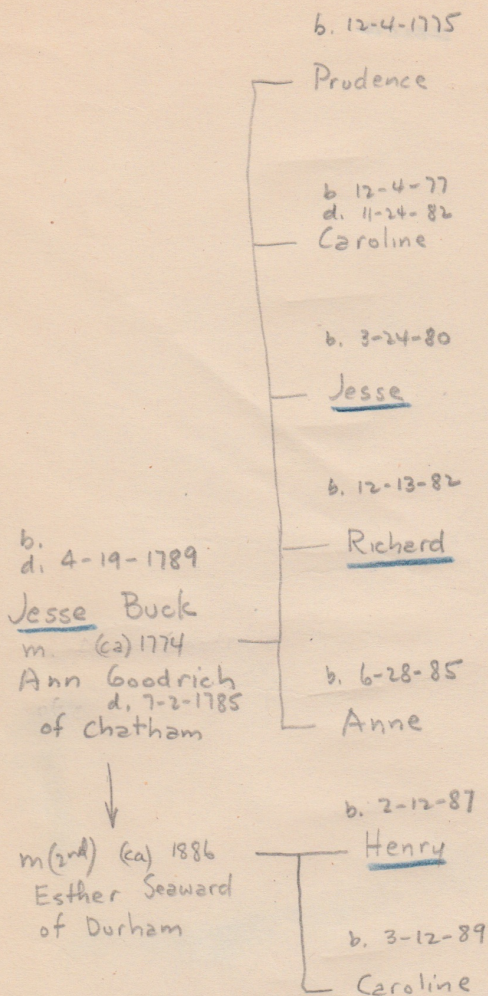 b. 12-4-1775
Prudence
b 12-4-77
d. 11-24-82
Caroline
b. 3-24-80
Jesse
b. 12-13-82
Richard
b.
d. 4-19-1789
Jesse Buck
m. (ca) 1774
Ann Goodrich
d. 7-2-1785
of Chatham
b. 6-28-85
Anne
m(2nd) (ca) 1886
Esther Seaward
of Durham
b. 2-12-87
Henry
b. 3-12-89
Caroline